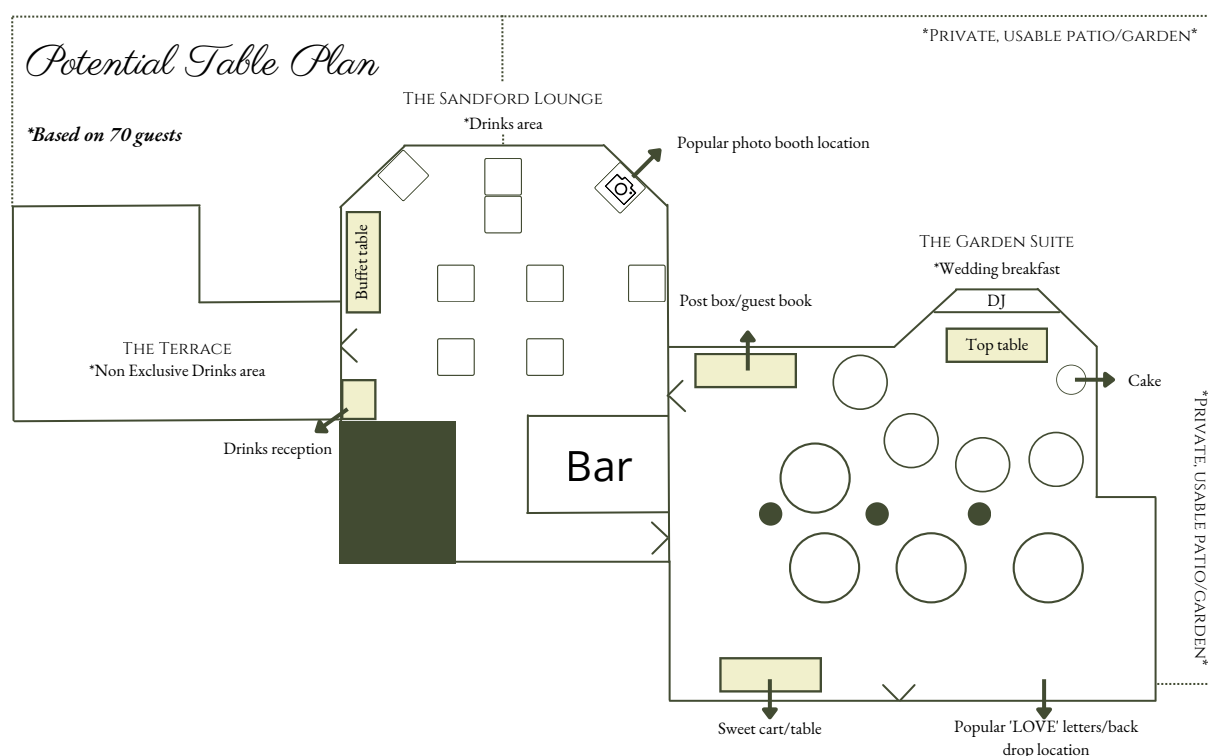 *Private, usable patio/garden*
Potential Table Plan
The Sandford Lounge
*Drinks area
*Based on 70 guests
Popular photo booth location
Buffet table
The Garden Suite
*Wedding breakfast
Post box/guest book
DJ
Top table
The Terrace
*Non Exclusive Drinks area
Cake
Drinks reception
Bar
*Private, usable patio/garden*
Sweet cart/table
Popular 'LOVE' letters/back
drop location